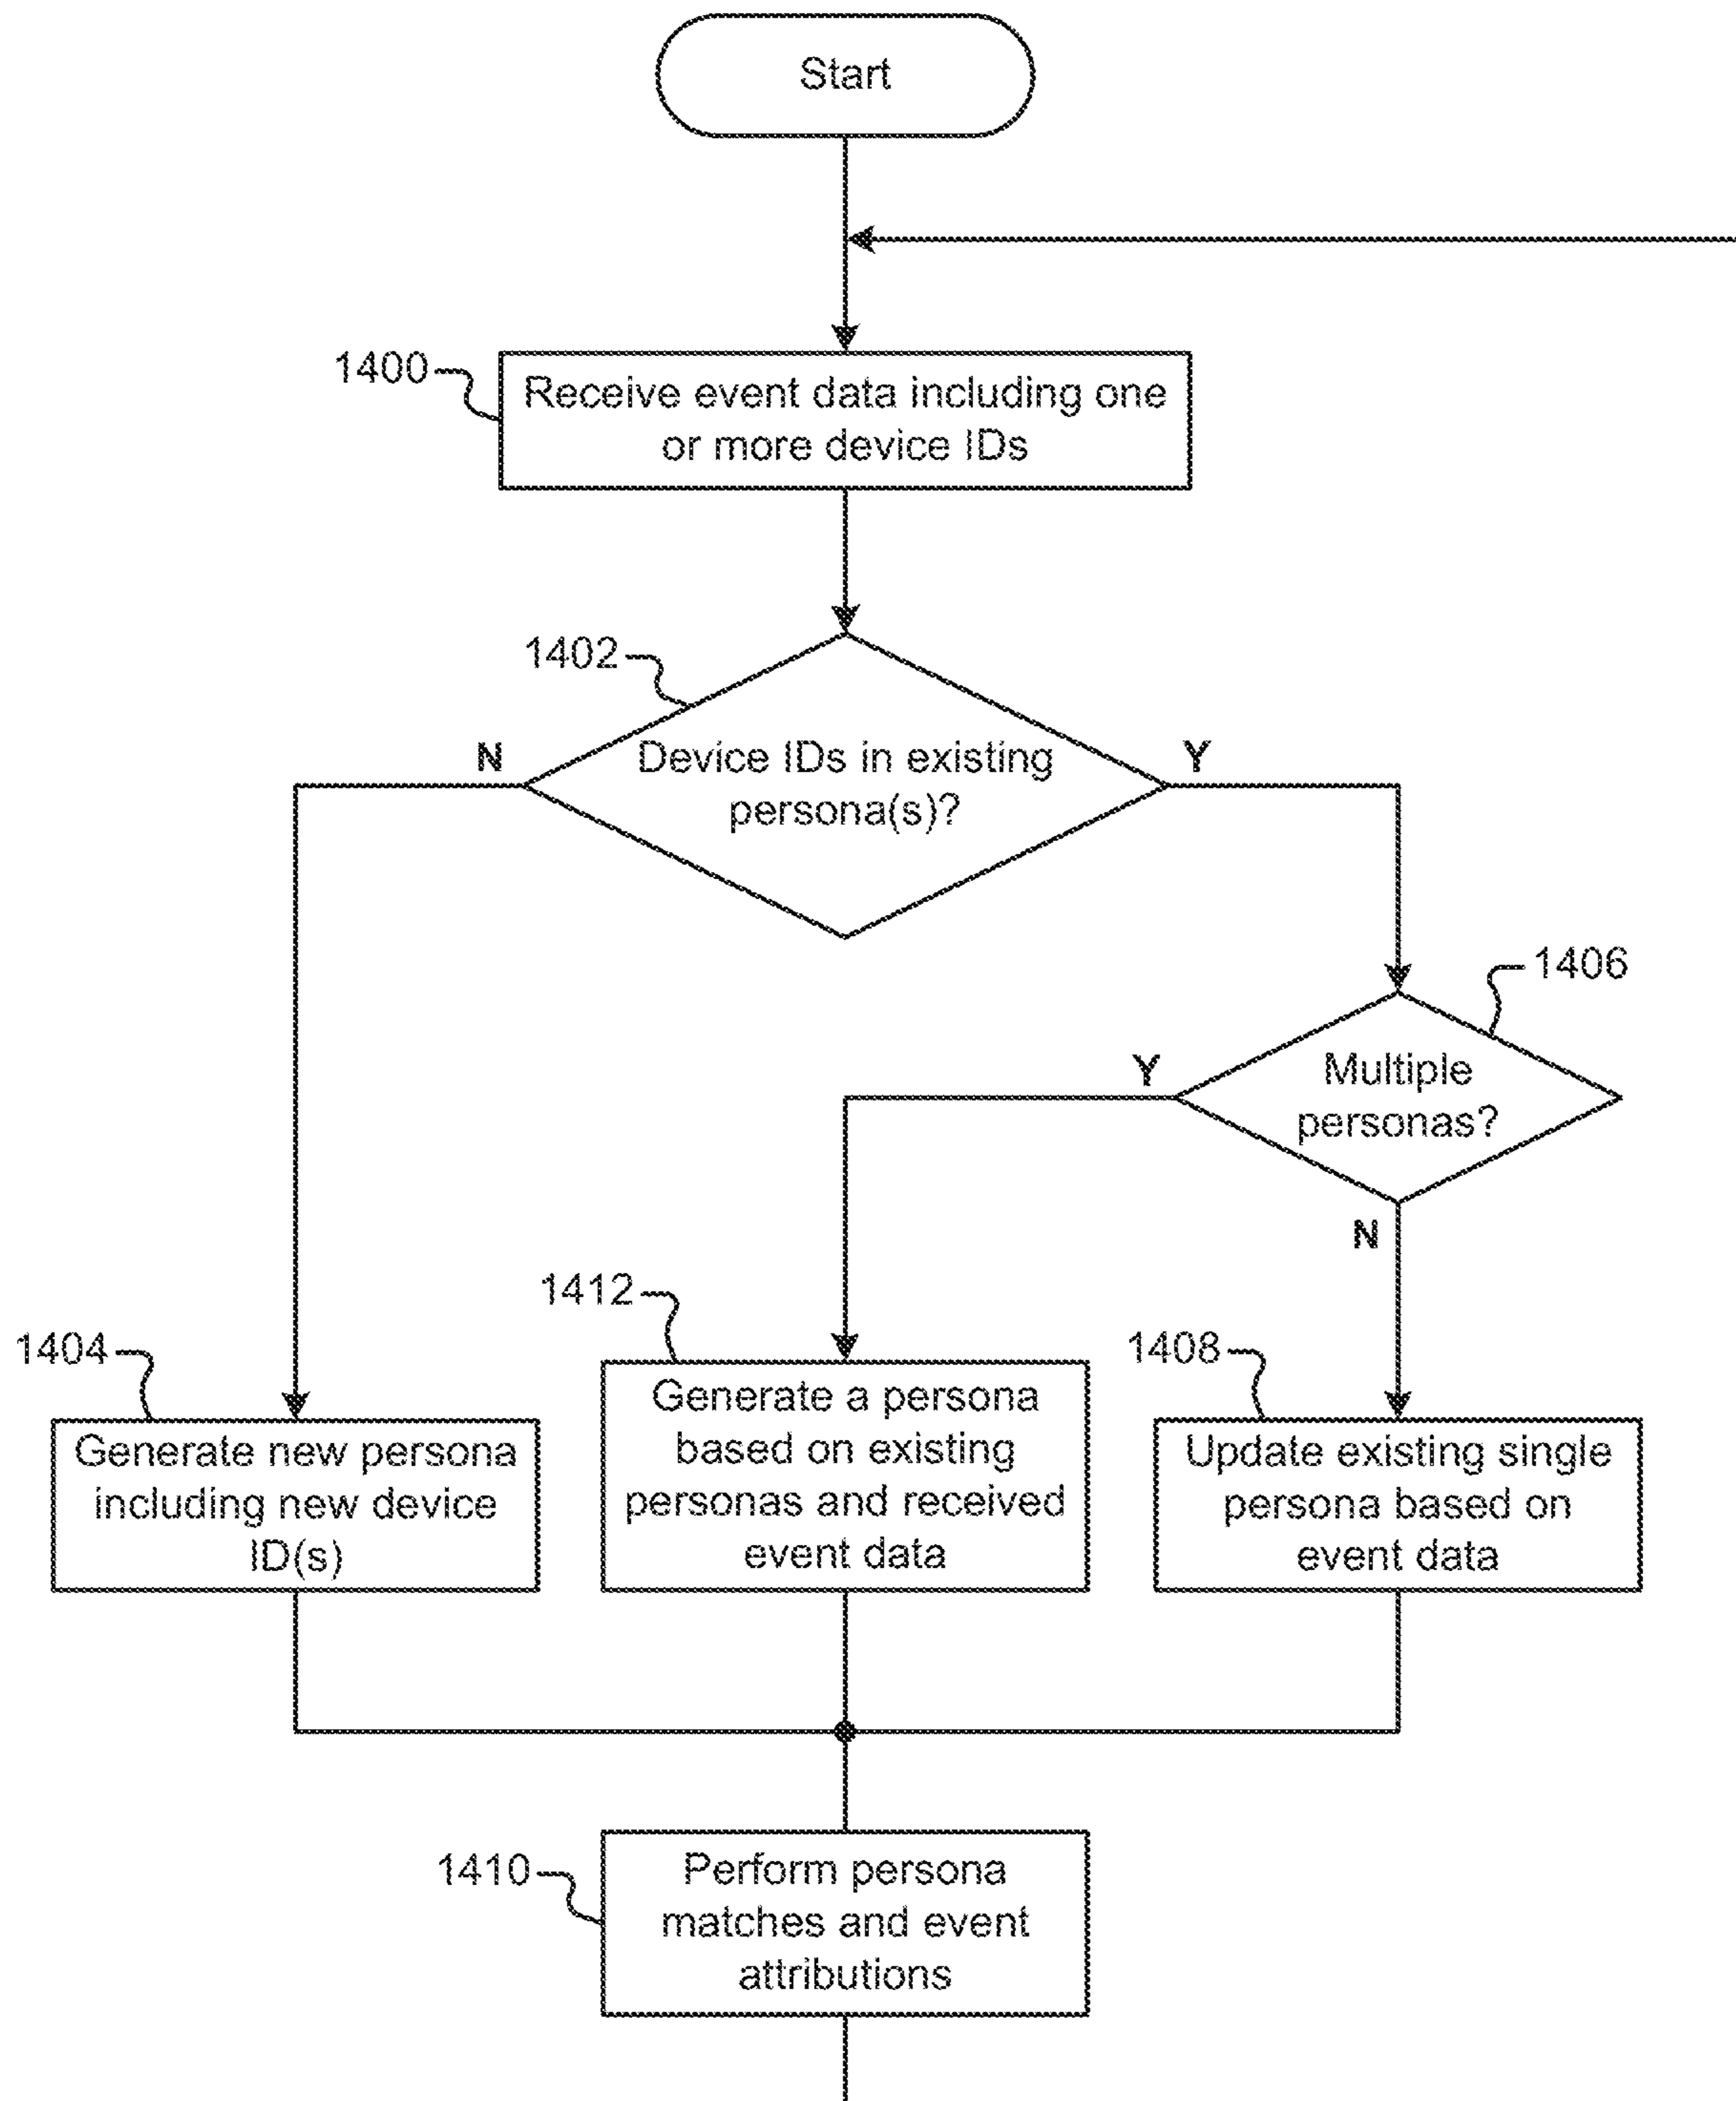 Start
1400
Receive event data including one
or more device IDs
1402
N
Device IDs in existing
persona(s)?
Y
1406
Y
Multiple
personas?
N
1412
1404
1408
Generate a persona
based on existing
personas and received
event data
Generate new persona
including new device
ID(s)
Update existing single
persona based on
event data
1410
Perform persona
matches and event
attributions